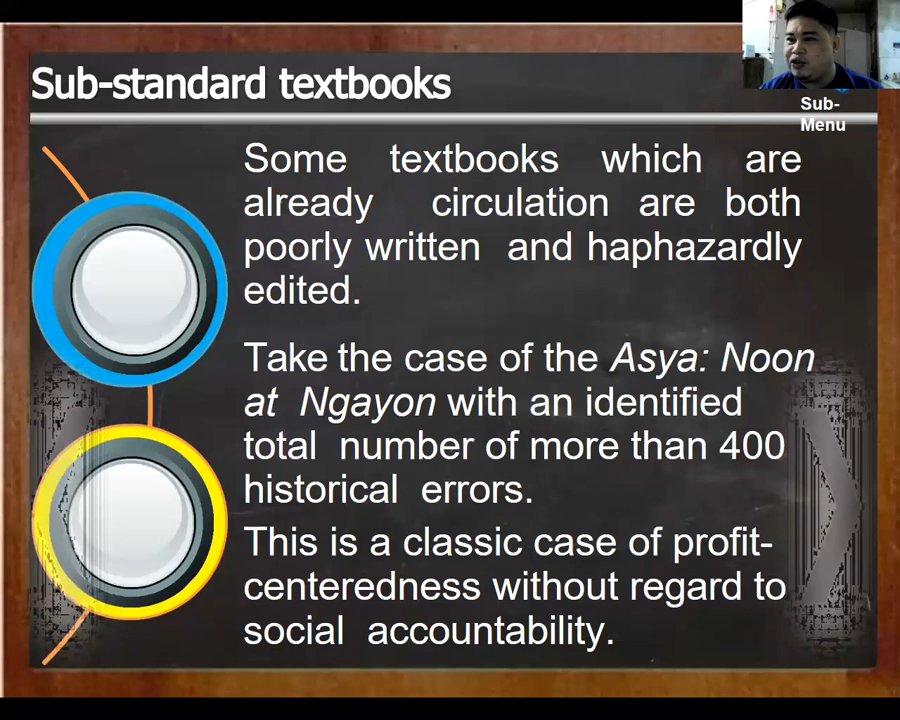 Sub-standard textbooks
Sub-
Menu
Some textbooks which are
already circulation are both
poorly written and haphazardly
edited.
Take the case of the Asya: Noon
at Ngayon with an identified
total number of more than 400
historical errors.
This is a classic case of profit-
centeredness without regard to
social accountability.